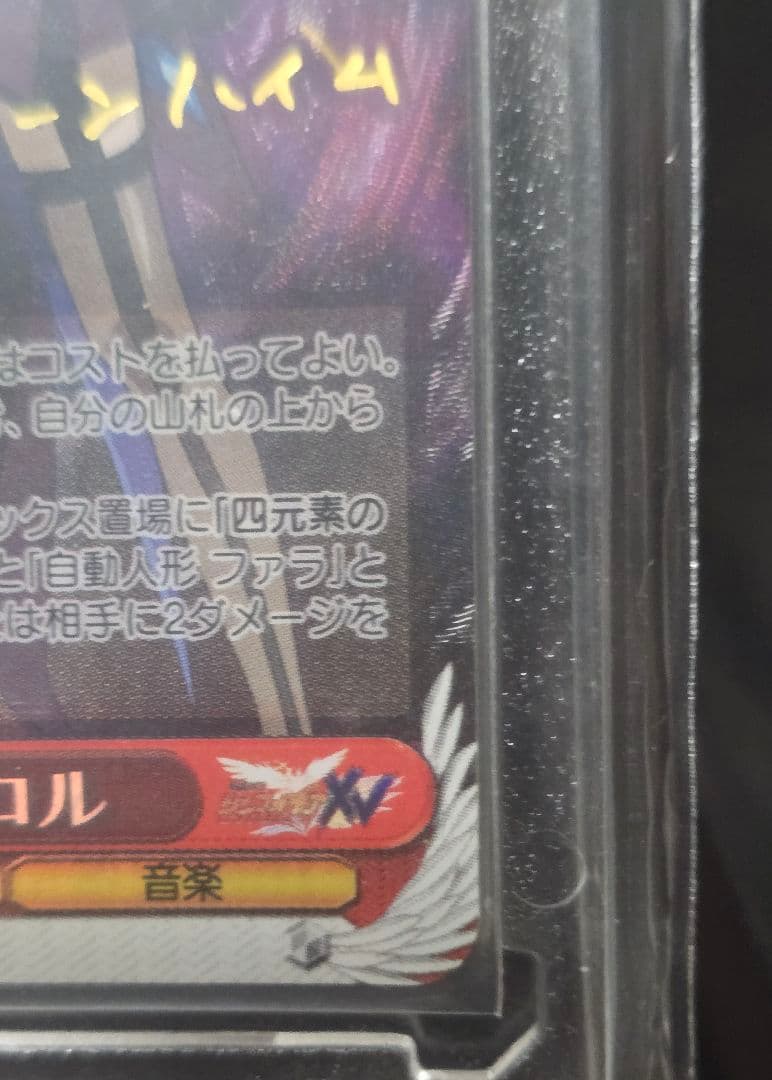 ーンハイム
はコストを払ってよい。
、自分の山札の上から
ックス置場に「四元素の
と「自動人形 ファラ」と
は相手に2ダメージを
ロル
XV
音楽